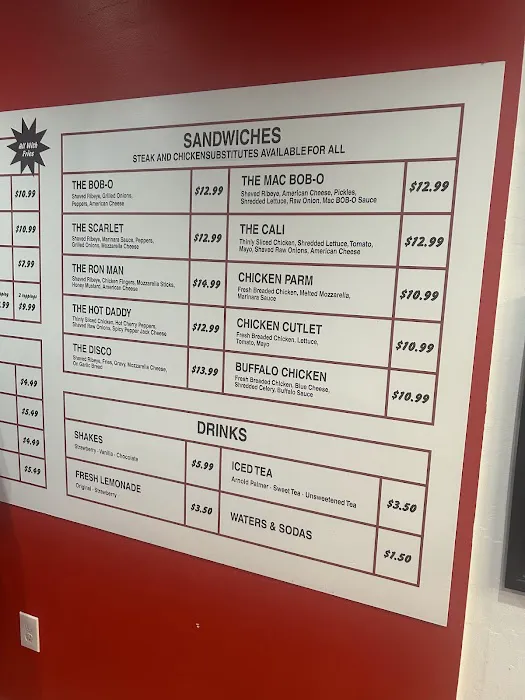 All With
Fries
$10.99
$10.99
$7.99
2 toppings
.99
$9.99
$4.49
$5.49
$4.49
$5.49
SANDWICHES
STEAK AND CHICKENSUBSTITUTES AVAILABLE FOR ALL
THE BOB-O
Shaved Ribeye, Grilled Onions,
Peppers, American Cheese
$12.99
THE SCARLET
Shaved Ribeye, Marinara Sauce, Peppers,
Grilled Onions, Mozzarella Cheese
$12.99
THE RON MAN
Shaved Ribeye, Chicken Fingers, Mozzarella Sticks,
Honey Mustard, American Cheese
$14.99
THE HOT DADDY
Thinly Sliced Chicken, Hot Cherry Peppers,
Shaved Raw Onions, Spicy Pepper Jack Cheese
$12.99
THE DISCO
Shaved Ribeye, Fries, Gravy, Mozzarella Cheese,
On Garlic Bread
$13.99
THE MAC BOB-O
Shaved Ribeye, American Cheese, Pickles,
Shredded Lettuce, Raw Onion, Mac BOB-O Sauce
$12.99
THE CALI
Thinly Sliced Chicken, Shredded Lettuce, Tomato,
Mayo, Shaved Raw Onions, American Cheese
$12.99
CHICKEN PARM
Fresh Breaded Chicken, Melted Mozzarella,
Marinara Sauce
$10.99
CHICKEN CUTLET
Fresh Breaded Chicken, Lettuce,
Tomato, Mayo
$10.99
BUFFALO CHICKEN
Fresh Breaded Chicken, Blue Cheese,
Shredded Celery, Buffalo Sauce
$10.99
DRINKS
SHAKES
Strawberry - Vanilla - Chocolate
$5.99
FRESH LEMONADE
Original - Strawberry
$3.50
ICED TEA
Arnold Palmer - Sweet Tea - Unsweetened Tea
$3.50
WATERS & SODAS
$1.50